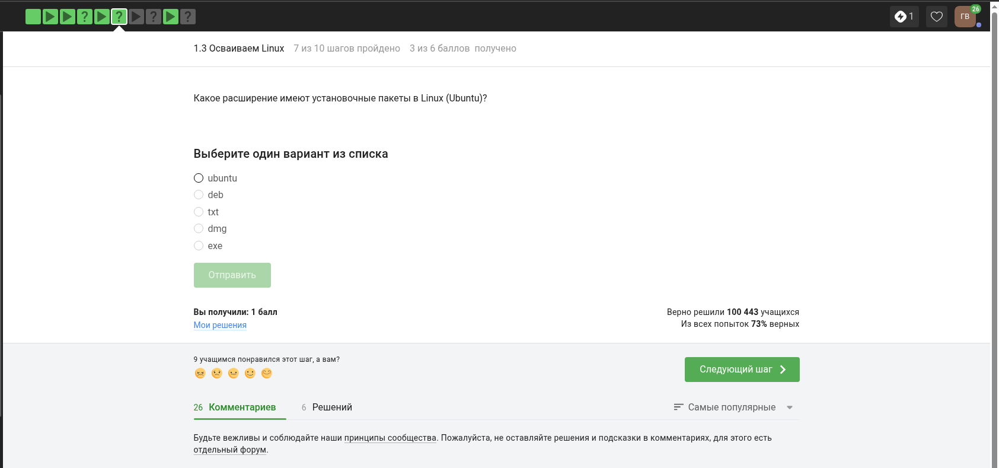 ? ? ? ?
1
ГВ
26
1.3 Осваиваем Linux 7 из 10 шагов пройдено 3 из 6 баллов получено
Какое расширение имеют установочные пакеты в Linux (Ubuntu)?
Выберите один вариант из списка
ubuntu
deb
txt
dmg
exe
Отправить
Вы получили: 1 балл
Мои решения
Верно решили 100 443 учащихся
Из всех попыток 73% верных
9 учащимся понравился этот шаг, а вам?
Следующий шаг
26 Комментариев 6 Решений Самые популярные
Будьте вежливы и соблюдайте наши принципы сообщества. Пожалуйста, не оставляйте решения и подсказки в комментариях, для этого есть
отдельный форум.